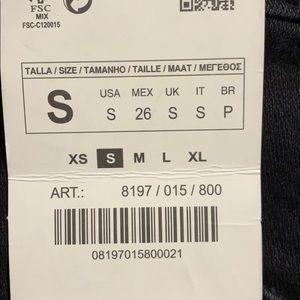 FSC
MIX
FSC-C120015
TALLA / SIZE / TAMANHO / TAILLE / MAAT / ΜΕΓΕΘΟΣ
S
USA MEX UK IT BR
S 26 S S P
XS S M L XL
ART.: 8197 / 015 / 800
08197015800021